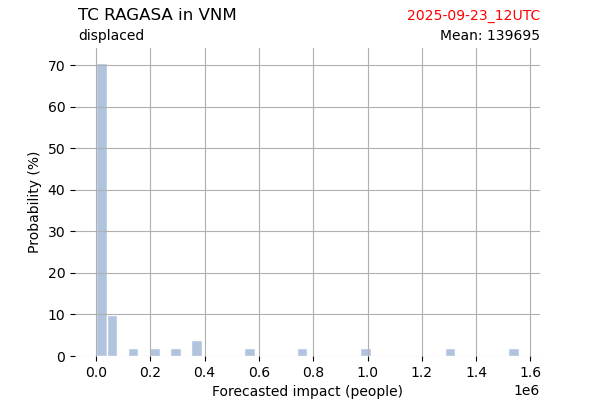 TC RAGASA in VNM
2025-09-23_12UTC
displaced
Mean: 139695
Probability (%)
70
60
50
40
30
20
10
0
0.0 0.2 0.4 0.6 0.8 1.0 1.2 1.4 1.6
1e6
Forecasted impact (people)